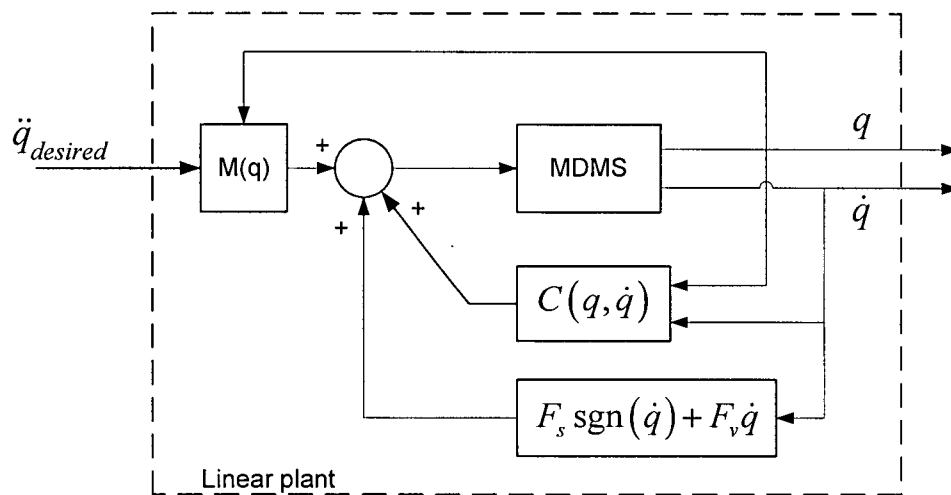 q̈_desired
M(q)
+
+
+
MDMS
q
q̇
C(q, q̇)
F_s sgn(q̇) + F_v q̇
Linear plant